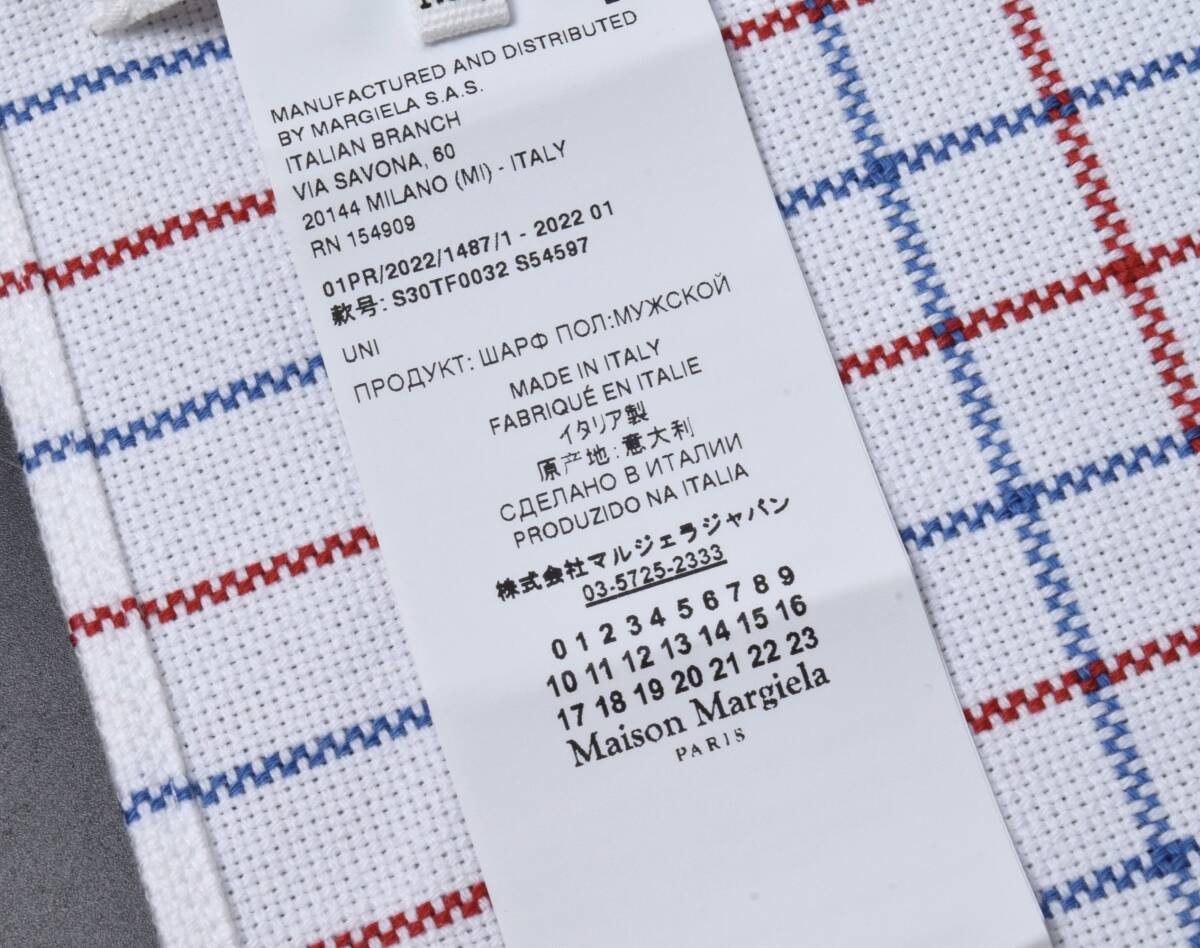 MANUFACTURED AND DISTRIBUTED
BY MARGIELA S.A.S.
ITALIAN BRANCH
VIA SAVONA, 60
20144 MILANO (MI) - ITALY
RN 154909
01PR/2022/1487/1 - 2022 01
款号: S30TF0032 S54597
UNI
ПРОДУКТ: ШАРФ ПОЛ:МУЖСКОЙ
MADE IN ITALY
FABRIQUÉ EN ITALIE
イタリア製
原产地: 意大利
СДЕЛАНО В ИТАЛИИ
PRODUZIDO NA ITALIA
株式会社マルジェラジャパン
03-5725-2333
0 1 2 3 4 5 6 7 8 9
10 11 12 13 14 15 16
17 18 19 20 21 22 23
Maison Margiela
PARIS